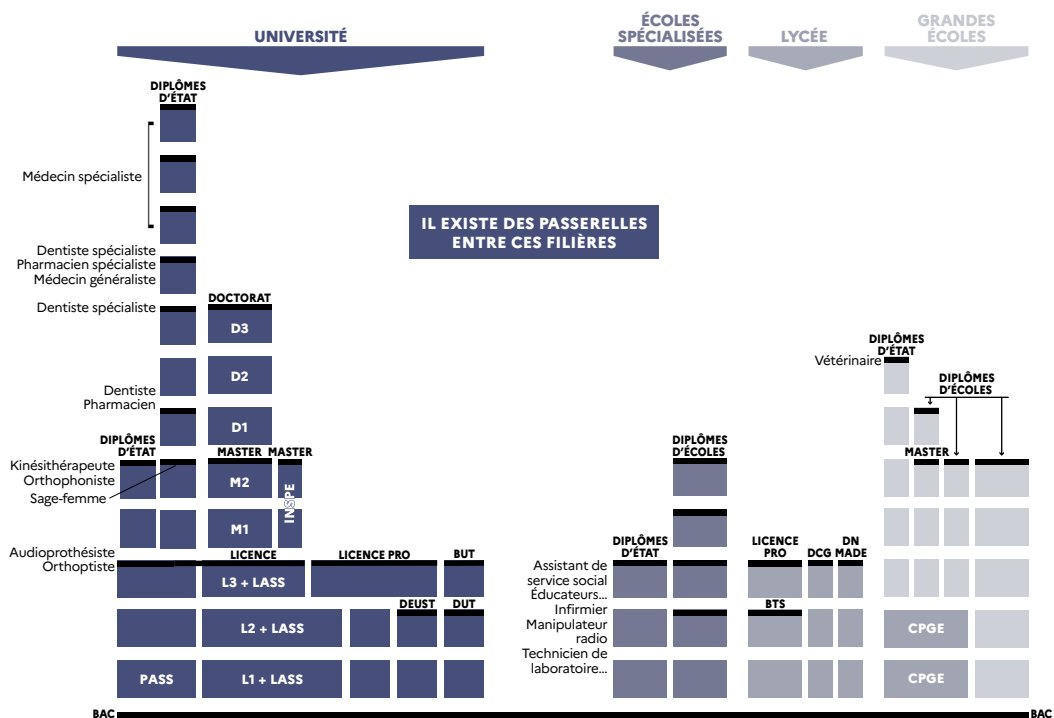 UNIVERSITÉ
ÉCOLES
SPÉCIALISÉES
LYCÉE
GRANDES
ÉCOLES
DIPLÔMES
D'ÉTAT
Médecin spécialiste
IL EXISTE DES PASSERELLES
ENTRE CES FILIÈRES
Dentiste spécialiste
Pharmacien spécialiste
Médecin généraliste
Dentiste spécialiste
DOCTORAT
D3
D2
D1
Dentiste
Pharmacien
DIPLÔMES
D'ÉTAT
Vétérinaire
DIPLÔMES
D'ÉCOLES
DIPLÔMES
D'ÉTAT
MASTER
MASTER
DIPLÔMES
D'ÉCOLES
MASTER
Kinésithérapeute
Orthophoniste
Sage-femme
M2
INSPE
M1
Audioprothésiste
Orthoptiste
LICENCE
LICENCE PRO
BUT
DIPLÔMES
D'ÉTAT
LICENCE
PRO
DCG
DN
MADE
L3 + LASS
Assistant de
service social
Éducateurs...
Infirmier
Manipulateur
radio
Technicien de
laboratoire...
DEUST
DUT
BTS
L2 + LASS
CPGE
PASS
L1 + LASS
CPGE
BAC
BAC